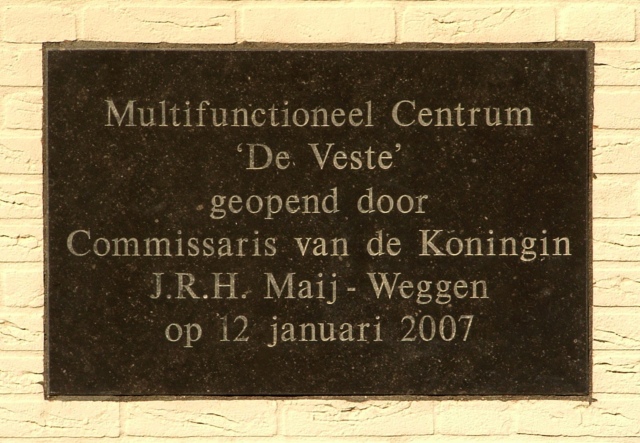 Multifunctioneel Centrum
‘De Veste’
geopend door
Commissaris van de Koningin
J.R.H. Maij - Weggen
op 12 januari 2007